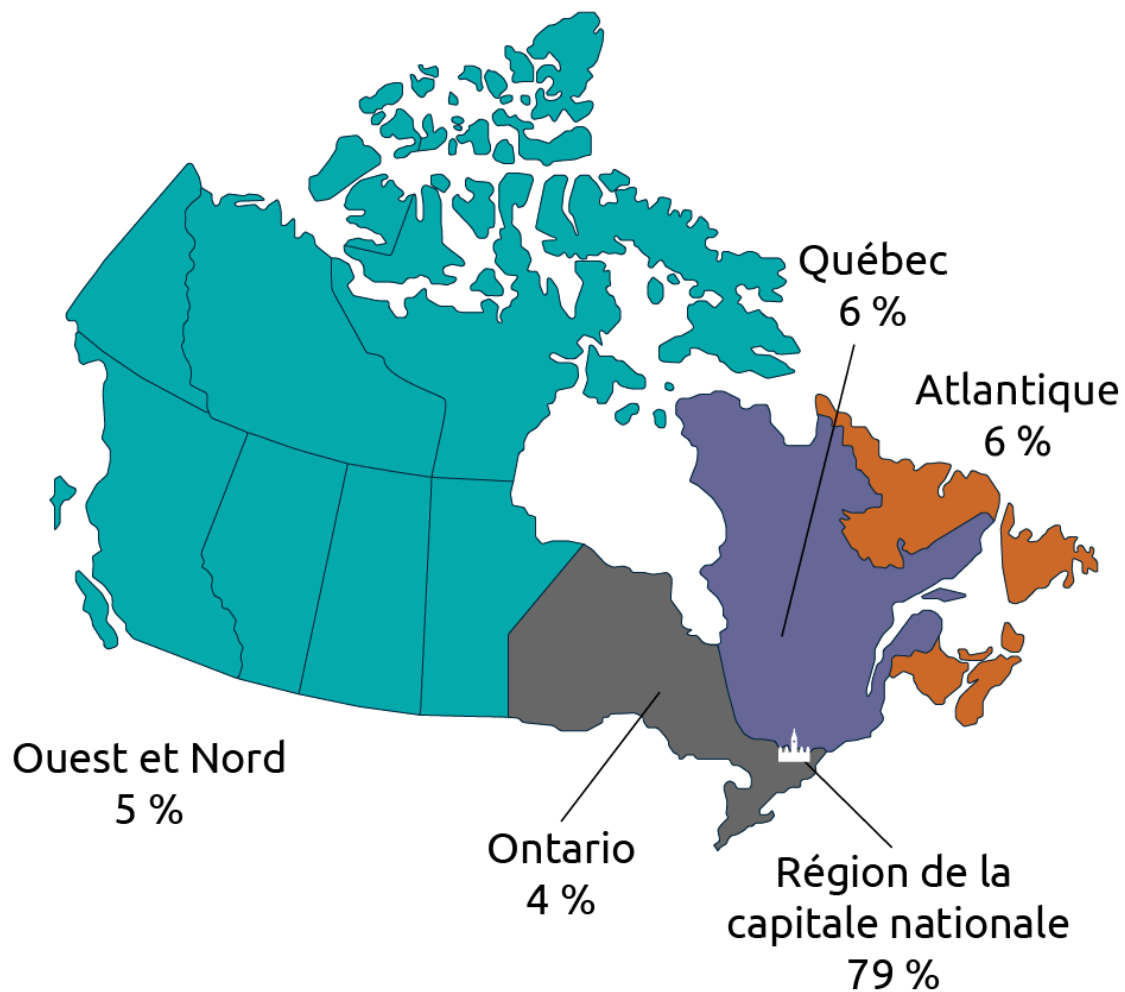 Québec
6 %
Atlantique
6 %
Ouest et Nord
5 %
Ontario
4 %
Région de la
capitale nationale
79 %